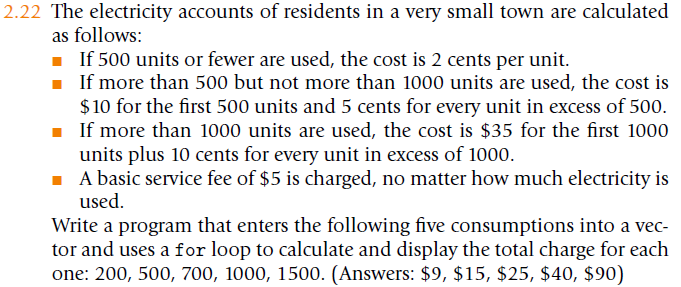 2.22 The electricity accounts of residents in a very small town are calculated
as follows:
■ If 500 units or fewer are used, the cost is 2 cents per unit.
■ If more than 500 but not more than 1000 units are used, the cost is
$10 for the first 500 units and 5 cents for every unit in excess of 500.
■ If more than 1000 units are used, the cost is $35 for the first 1000
units plus 10 cents for every unit in excess of 1000.
■ A basic service fee of $5 is charged, no matter how much electricity is
used.
Write a program that enters the following five consumptions into a vec-
tor and uses a for loop to calculate and display the total charge for each
one: 200, 500, 700, 1000, 1500. (Answers: $9, $15, $25, $40, $90)